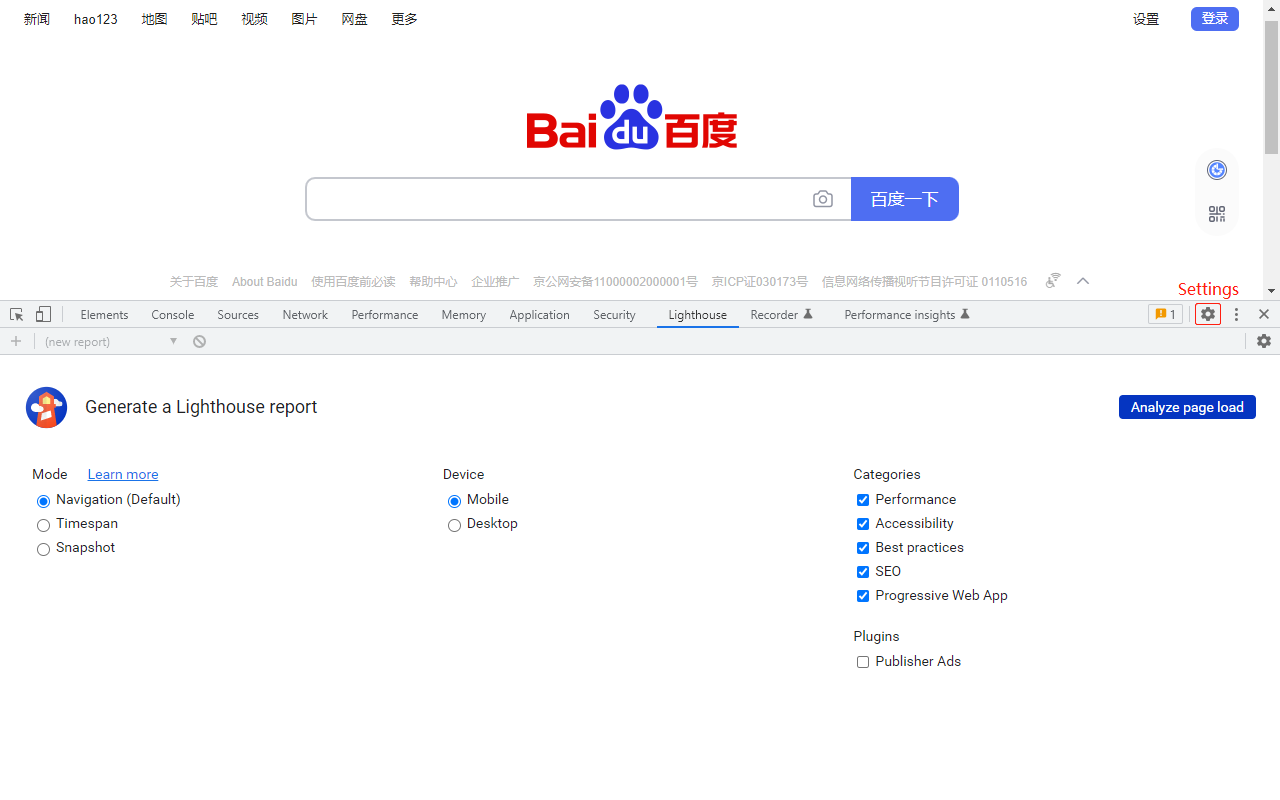 新闻 hao123 地图 贴吧 视频 图片 网盘 更多 设置 登录
Bai du 百度
百度一下
关于百度 About Baidu 使用百度前必读 帮助中心 企业推广 京公网安备11000002000001号 京ICP证030173号 信息网络传播视听节目许可证 0110516
Settings
Elements Console Sources Network Performance Memory Application Security Lighthouse Recorder Performance insights 1
(new report)
Generate a Lighthouse report Analyze page load
Mode Learn more Device Categories
Navigation (Default) Mobile Performance
Timespan Desktop Accessibility
Snapshot Best practices
SEO
Progressive Web App
Plugins
Publisher Ads